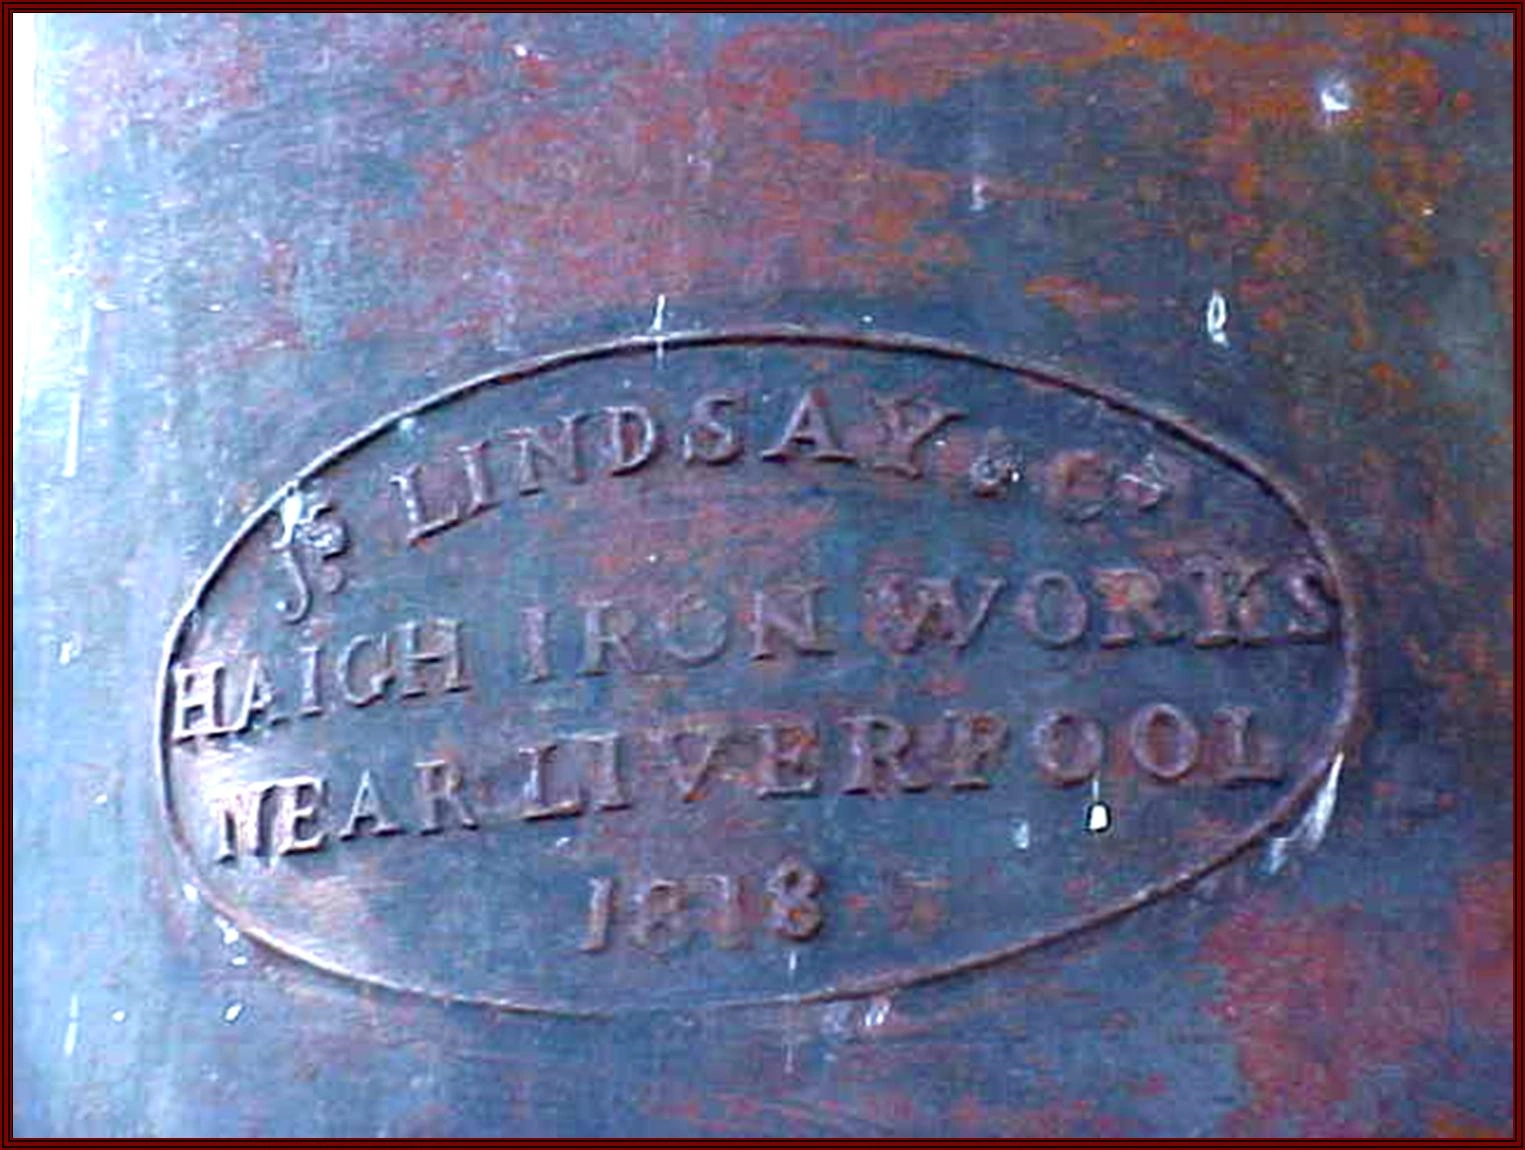 Js LINDSAY & Co
HAIGH IRON WORKS
NEAR LIVERPOOL
1818